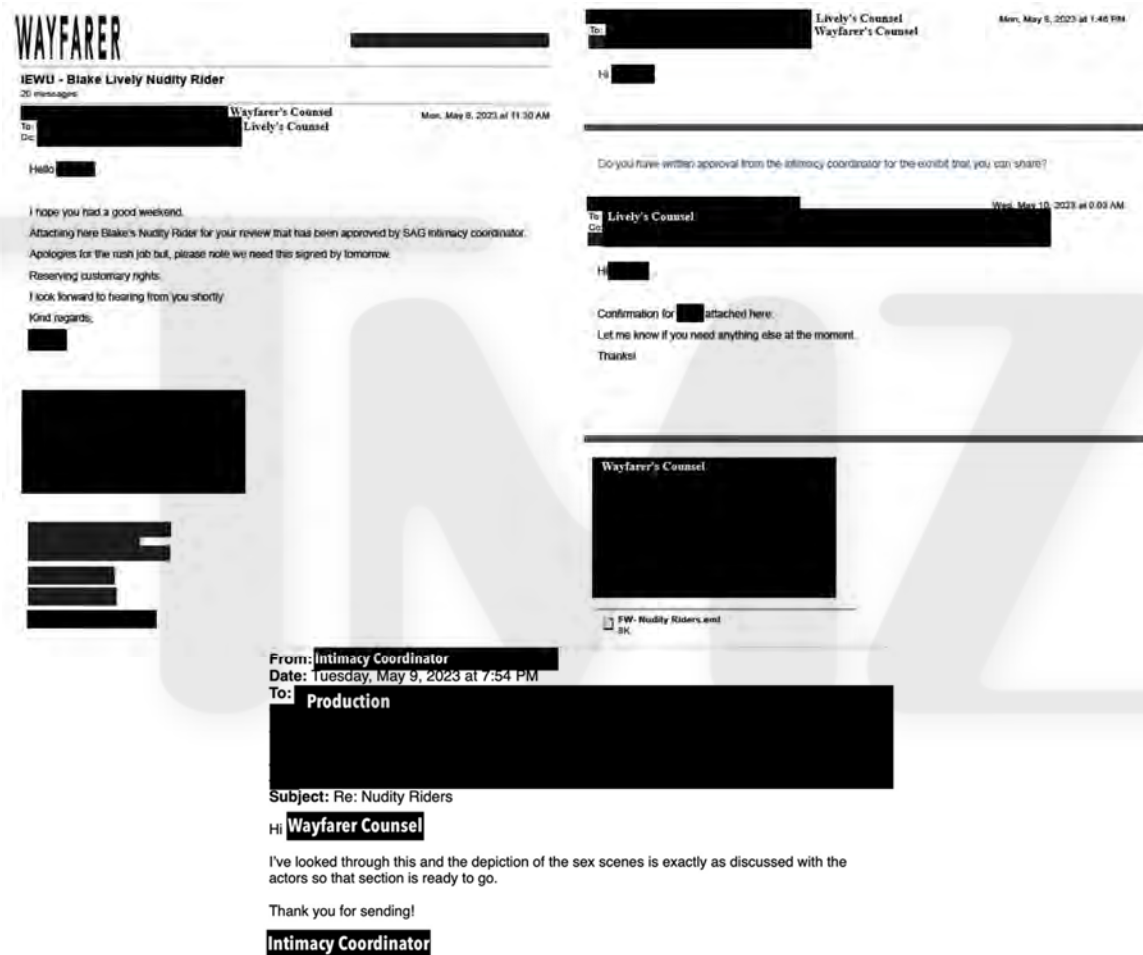 WAYFARER
IEWU - Blake Lively Nudity Rider
20 messages
Wayfarer's Counsel
Mon, May 8, 2023 at 11:30 AM
To:
Lively's Counsel
Cc:
Hello
I hope you had a good weekend.
Attaching here Blake's Nudity Rider for your review that has been approved by SAG Intimacy coordinator.
Apologies for the rush job but, please note we need this signed by tomorrow.
Reserving customary rights.
I look forward to hearing from you shortly
Kind regards,
Lively's Counsel
Mon, May 8, 2023 at 1:46 PM
To:
Wayfarer's Counsel
Hi
Do you have written approval from the intimacy coordinator for the exhibit that you can share?
Wed, May 10, 2023 at 0:03 AM
To:
Lively's Counsel
Cc:
Hi
Confirmation for attached here.
Let me know if you need anything else at the moment.
Thanks!
Wayfarer's Counsel
FW- Nudity Riders.eml
8K
From: Intimacy Coordinator
Date: Tuesday, May 9, 2023 at 7:54 PM
To:
Production
Subject: Re: Nudity Riders
Hi Wayfarer Counsel
I've looked through this and the depiction of the sex scenes is exactly as discussed with the
actors so that section is ready to go.
Thank you for sending!
Intimacy Coordinator